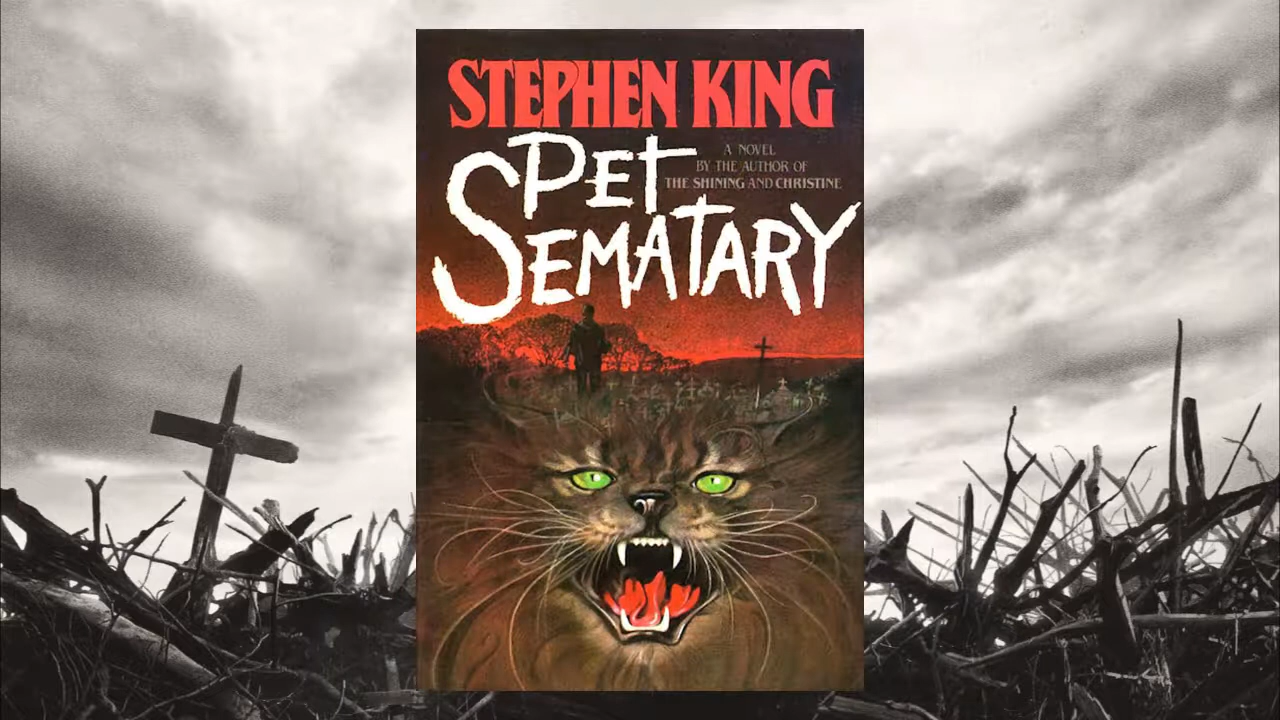 STEPHEN KING
PET
SEMATARY
A NOVEL
BY THE AUTHOR OF
THE SHINING AND CHRISTINE